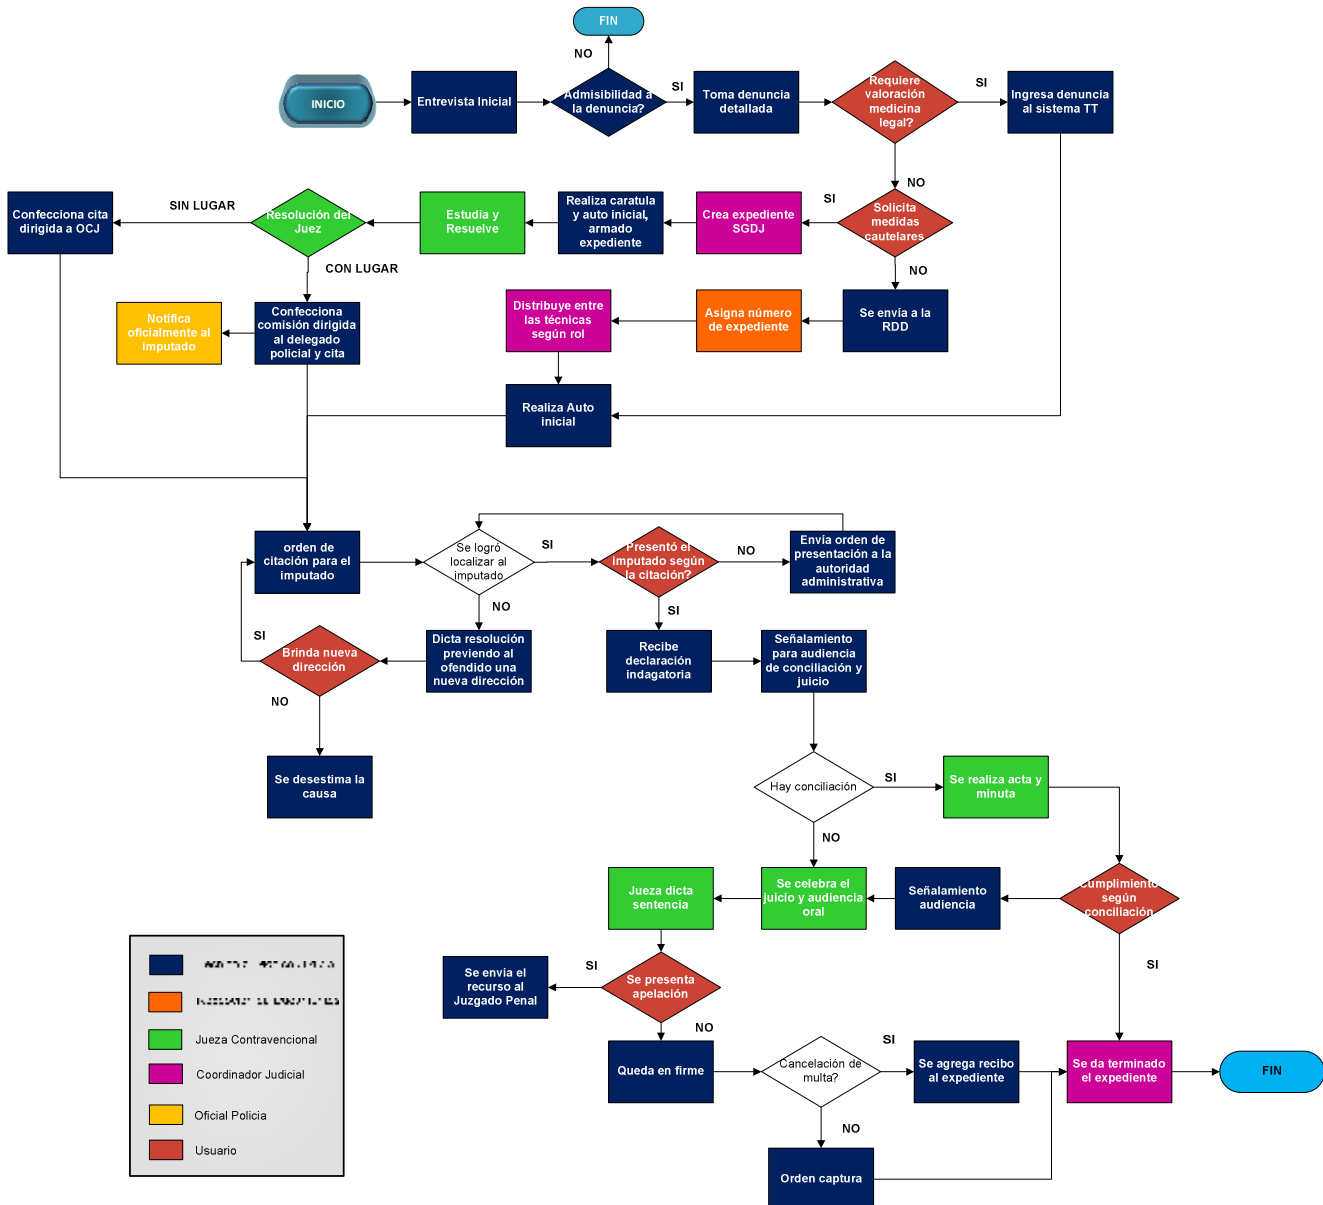 FIN
NO
INICIO
Entrevista Inicial
Admisibilidad a
la denuncia?
SI
Toma denuncia
detallada
Requiere
valoración
medicina
legal?
SI
Ingresa denuncia
al sistema TT
NO
Confecciona cita
dirigida a OCJ
SIN LUGAR
Resolución del
Juez
Estudia y
Resuelve
Realiza caratula
y auto inicial,
armado
expediente
Crea expediente
SGDJ
SI
Solicita
medidas
cautelares
CON LUGAR
NO
Notifica
oficialmente al
imputado
Confecciona
comisión dirigida
al delegado
policial y cita
Distribuye entre
las técnicas
según rol
Asigna número
de expediente
Se envía a la
RDD
Realiza Auto
inicial
orden de
citación para el
imputado
Se logró
localizar al
imputado
SI
Presentó el
imputado según
la citación?
NO
Envía orden de
presentación a la
autoridad
administrativa
NO
SI
SI
Brinda nueva
dirección
Dicta resolución
previendo al
ofendido una
nueva dirección
Recibe
declaración
indagatoria
Señalamiento
para audiencia
de conciliación y
juicio
NO
Se desestima la
causa
Hay conciliación
SI
Se realiza acta y
minuta
NO
Jueza dicta
sentencia
Se celebra el
juicio y audiencia
oral
Señalamiento
audiencia
Cumplimiento
según
conciliación
SI
Se envía el
recurso al
Juzgado Penal
SI
Se presenta
apelación
NO
Queda en firme
Cancelación de
multa?
SI
Se agrega recibo
al expediente
Se da terminado
el expediente
FIN
NO
Orden captura
Jueza Contravencional
Coordinador Judicial
Oficial Policia
Usuario